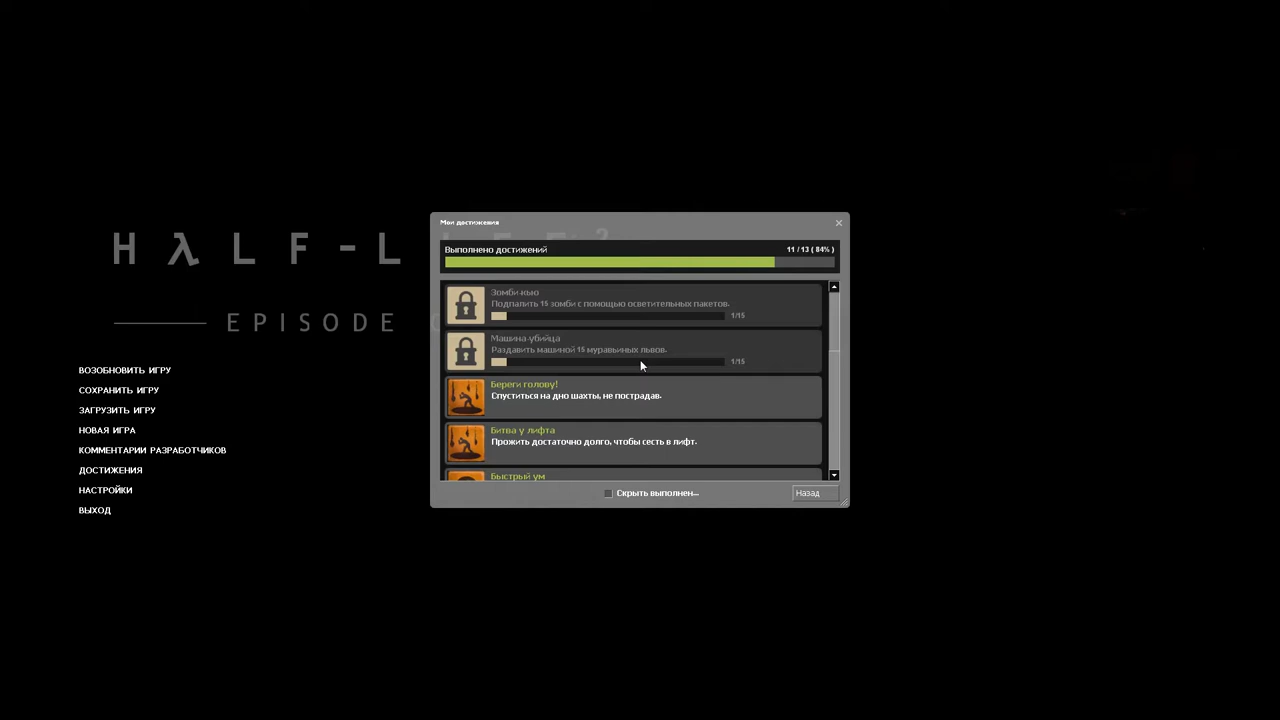 HλLF-L
EPISODE
ВОЗОБНОВИТЬ ИГРУ
СОХРАНИТЬ ИГРУ
ЗАГРУЗИТЬ ИГРУ
НОВАЯ ИГРА
КОММЕНТАРИИ РАЗРАБОТЧИКОВ
ДОСТИЖЕНИЯ
НАСТРОЙКИ
ВЫХОД
Мои достижения
Выполнено достижений 11 / 13 ( 84% )
Зомби-кью
Подпалить 15 зомби с помощью осветительных пакетов.
1/15
Машина-убийца
Раздавить машиной 15 муравьиных львов.
1/15
Береги голову!
Спуститься на дно шахты, не пострадав.
Битва у лифта
Прожить достаточно долго, чтобы сесть в лифт.
Быстрый ум
Скрыть выполнен...
Назад